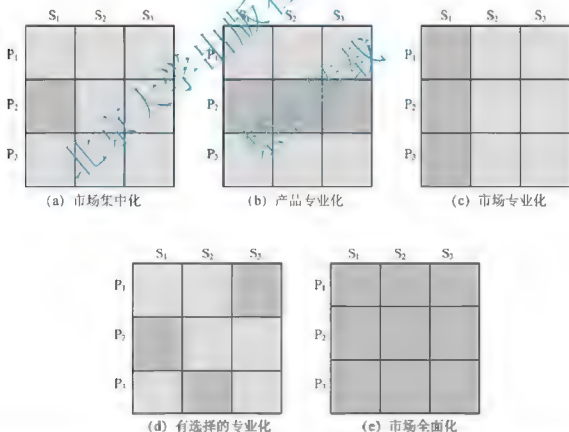 S₁ S₂ S₃ S₂ S₃ S₁ S₂ S₃
P₁ P₁ P₁
P₂ P₂ P₂
P₃ P₃ P₃
(a) 市场集中化 (b) 产品专业化 (c) 市场专业化
S₁ S₂ S₃ S₁ S₂ S₃
P₁ P₁
P₂ P₂
P₃ P₃
(d) 有选择的专业化 (e) 市场全面化